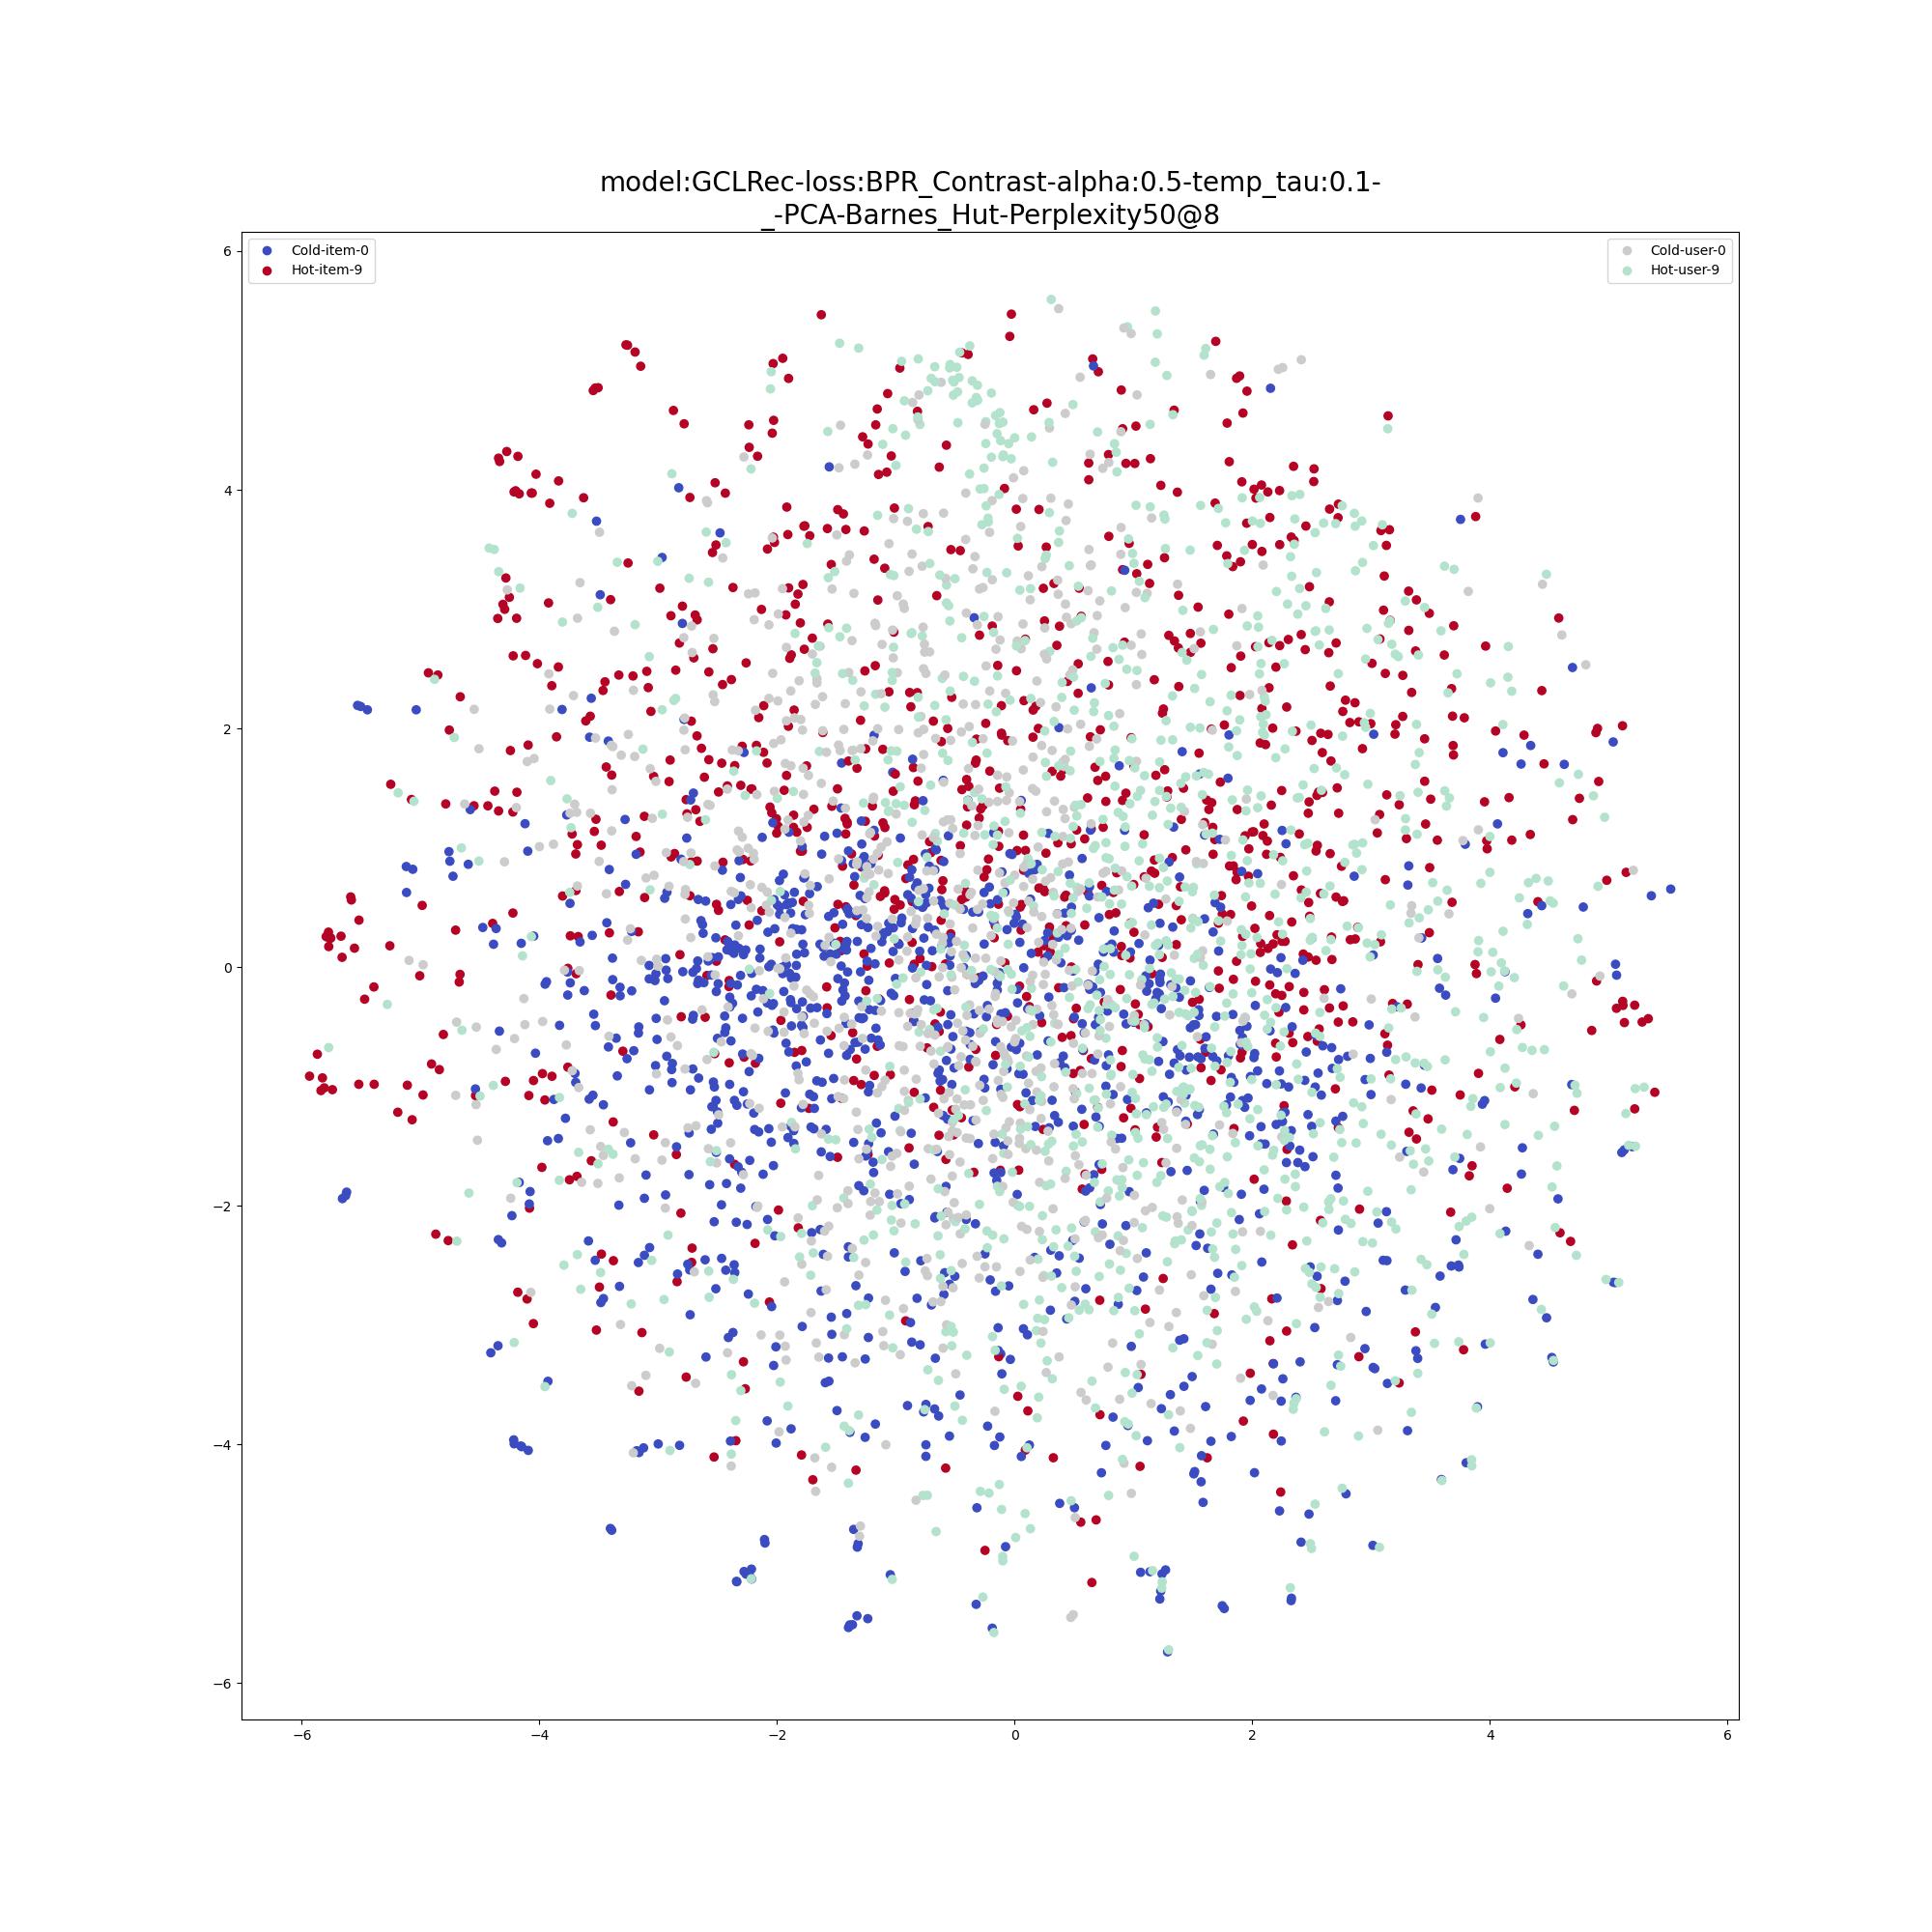 model:GCLRec-loss:BPR_Contrast-alpha:0.5-temp_tau:0.1-
_-PCA-Barnes_Hut-Perplexity50@8
Cold-item-0
Hot-item-9
Cold-user-0
Hot-user-9
6
4
2
0
−2
−4
−6
−6 −4 −2 0 2 4 6